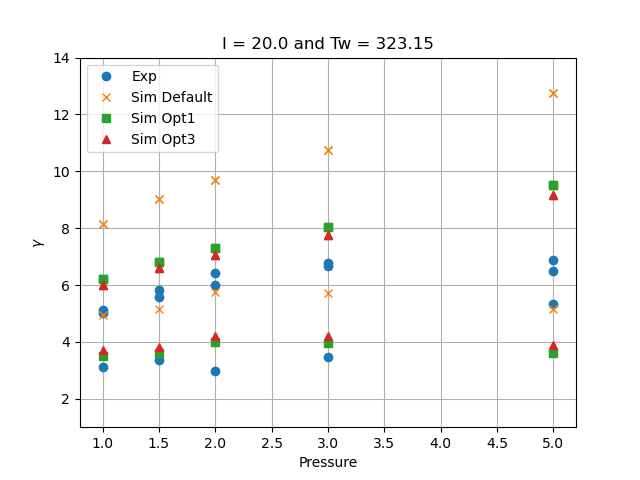 I = 20.0 and Tw = 323.15
14
12
10
8
6
4
2
γ
Exp
Sim Default
Sim Opt1
Sim Opt3
1.0 1.5 2.0 2.5 3.0 3.5 4.0 4.5 5.0
Pressure